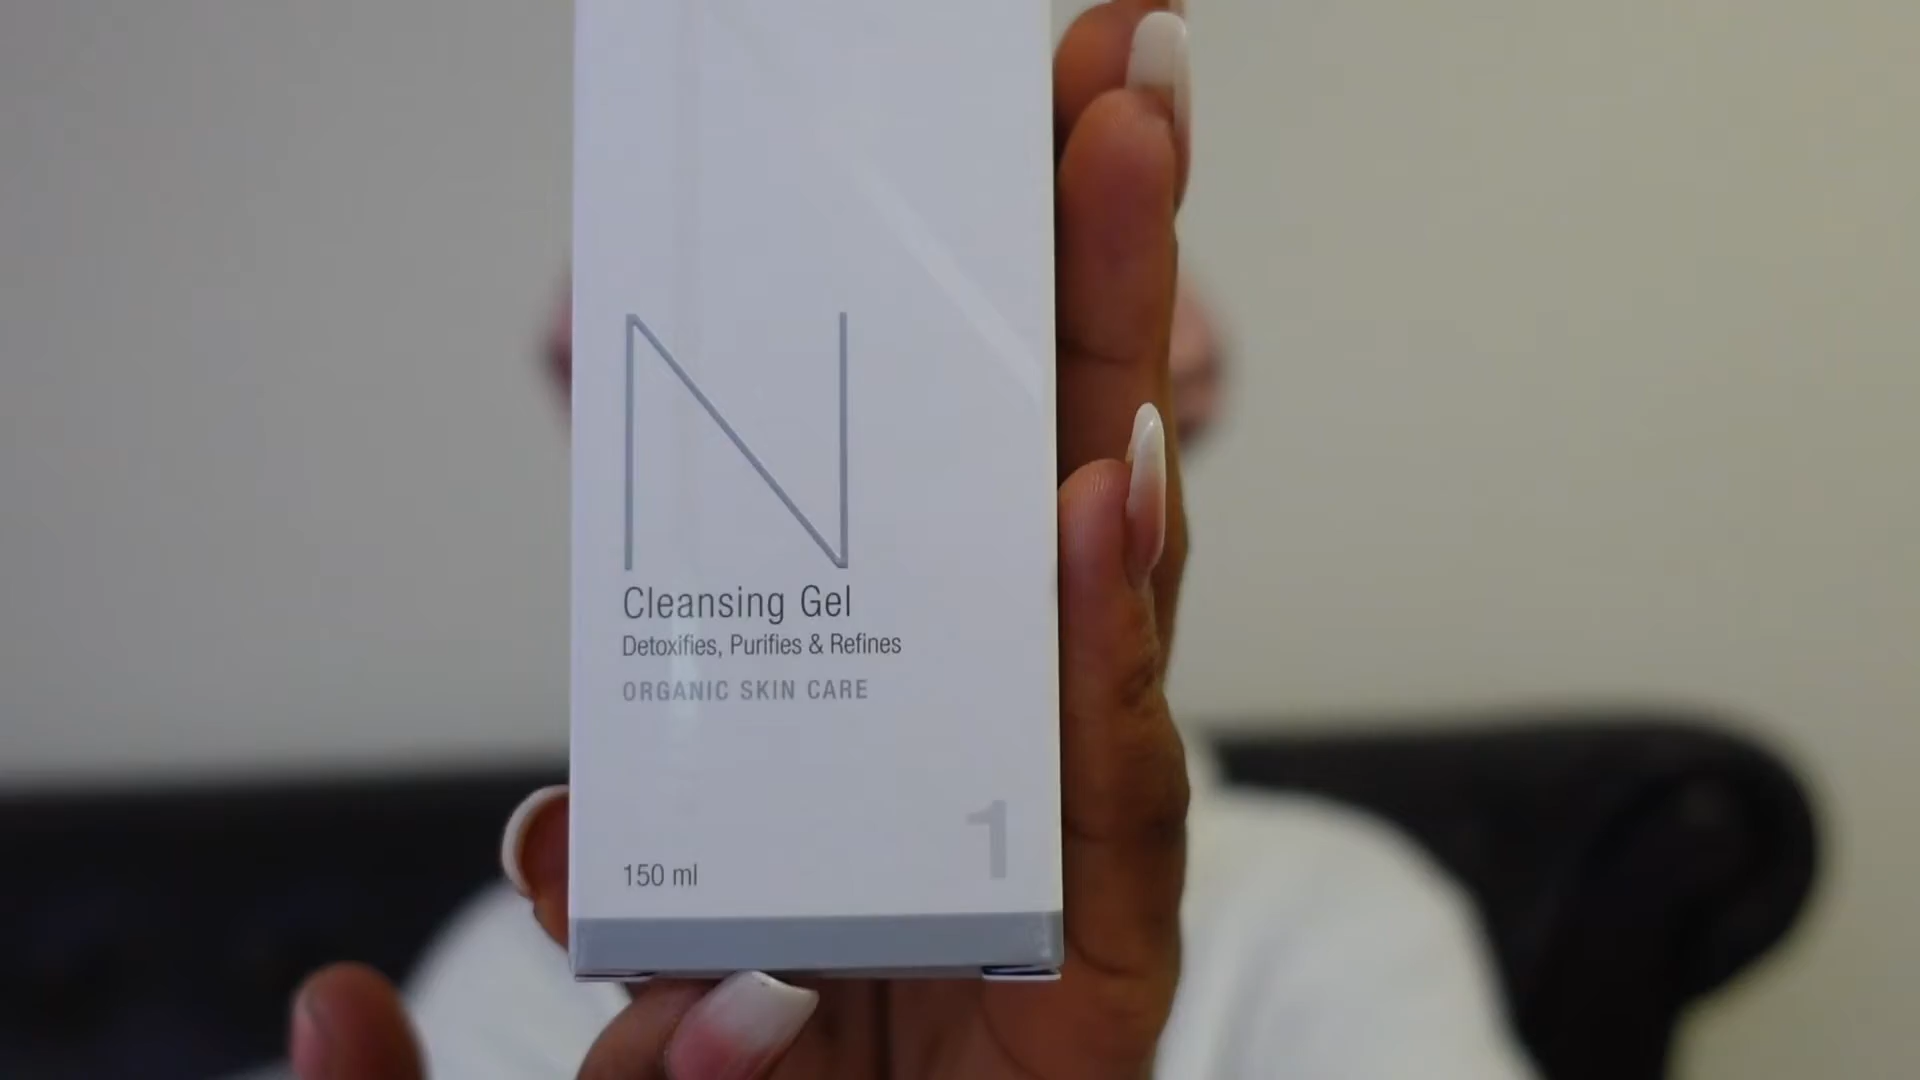 N
Cleansing Gel
Detoxifies, Purifies & Refines
ORGANIC SKIN CARE
1
150 ml